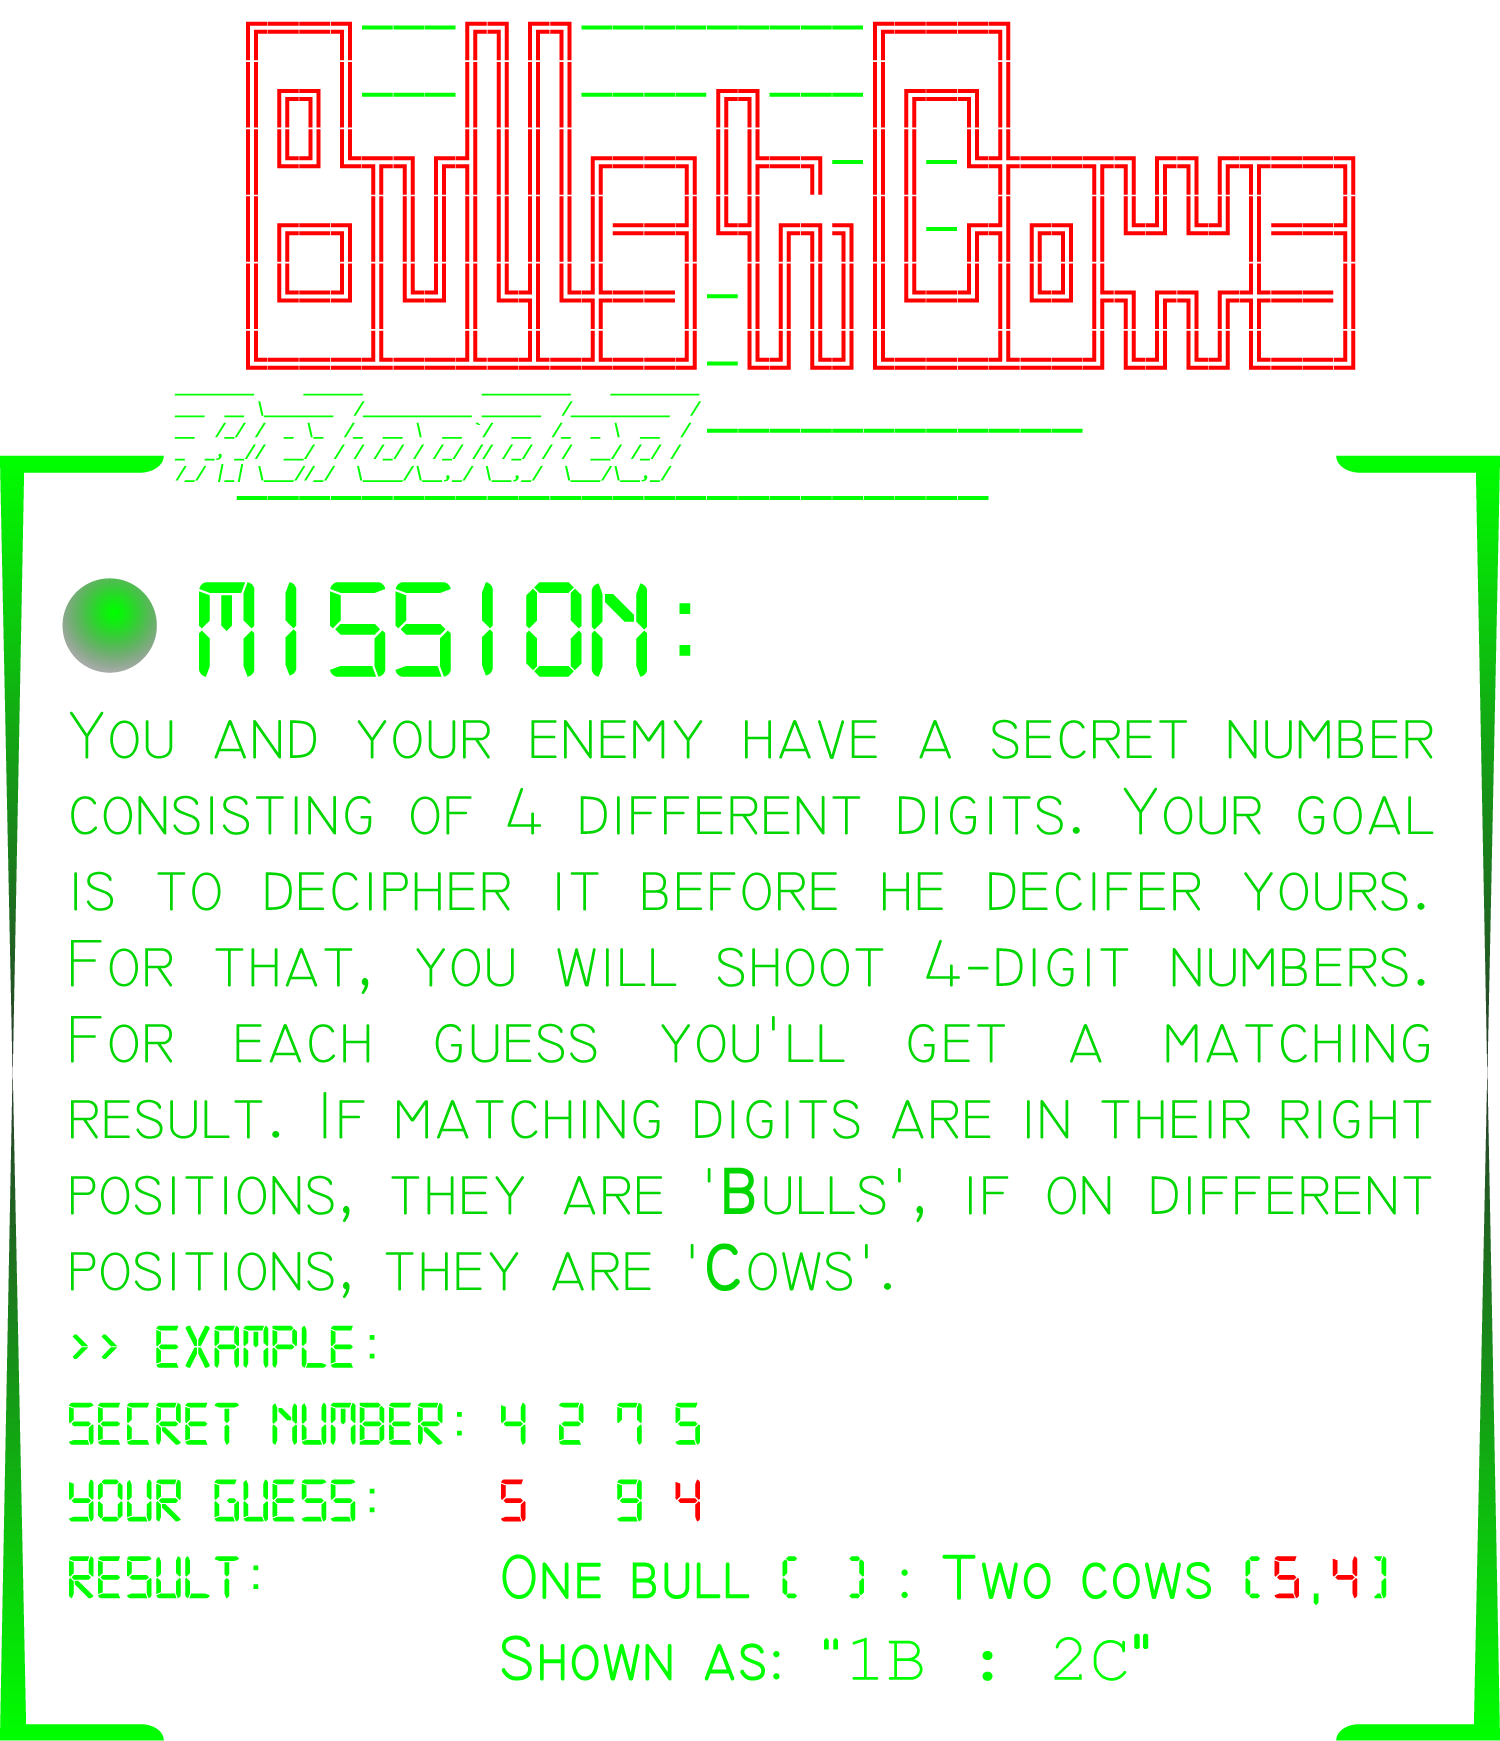 Bulls n Cows
Reloaded
MISSION:
You and your enemy have a secret number
consisting of 4 different digits. Your goal
is to decipher it before he decifer yours.
For that, you will shoot 4-digit numbers.
For each guess you'll get a matching
result. If matching digits are in their right
positions, they are 'Bulls', if on different
positions, they are 'Cows'.
>> EXAMPLE:
SECRET NUMBER: 4 2 7 5
YOUR GUESS: 5 9 4
RESULT: One bull ( ) : Two cows (5,4)
Shown as: "1B : 2C"